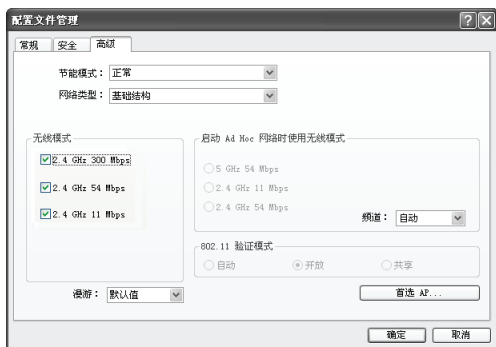 配置文件管理
常规 安全 高级
节能模式： 正常
网络类型： 基础结构
无线模式
2.4 GHz 300 Mbps
2.4 GHz 54 Mbps
2.4 GHz 11 Mbps
启动 Ad Hoc 网络时使用无线模式
5 GHz 54 Mbps
2.4 GHz 11 Mbps
2.4 GHz 54 Mbps
频道： 自动
802.11 验证模式
自动 开放 共享
漫游： 默认值
首选 AP...
确定 取消